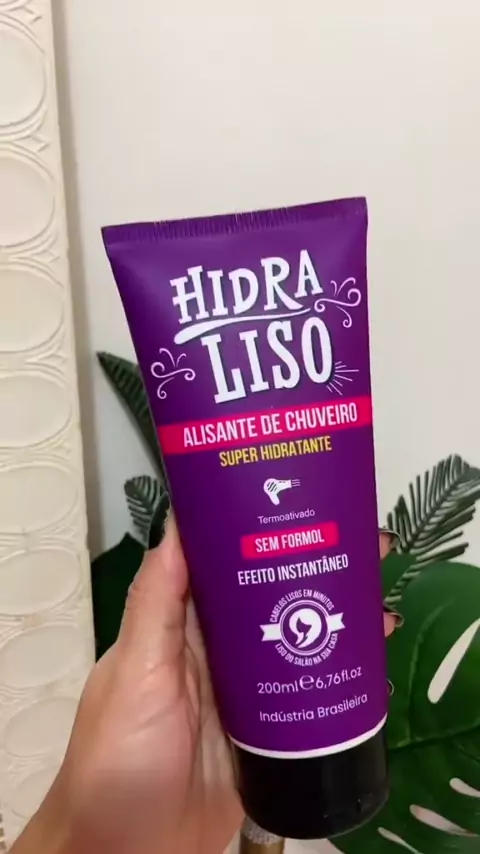 HIDRA
LISO
ALISANTE DE CHUVEIRO
SUPER HIDRATANTE
Termoativado
SEM FORMOL
EFEITO INSTANTÂNEO
CABELOS LISOS EM MINUTOS
LISO DO SALÃO NA SUA CASA
200ml℮6,76fl.oz
Indústria Brasileira